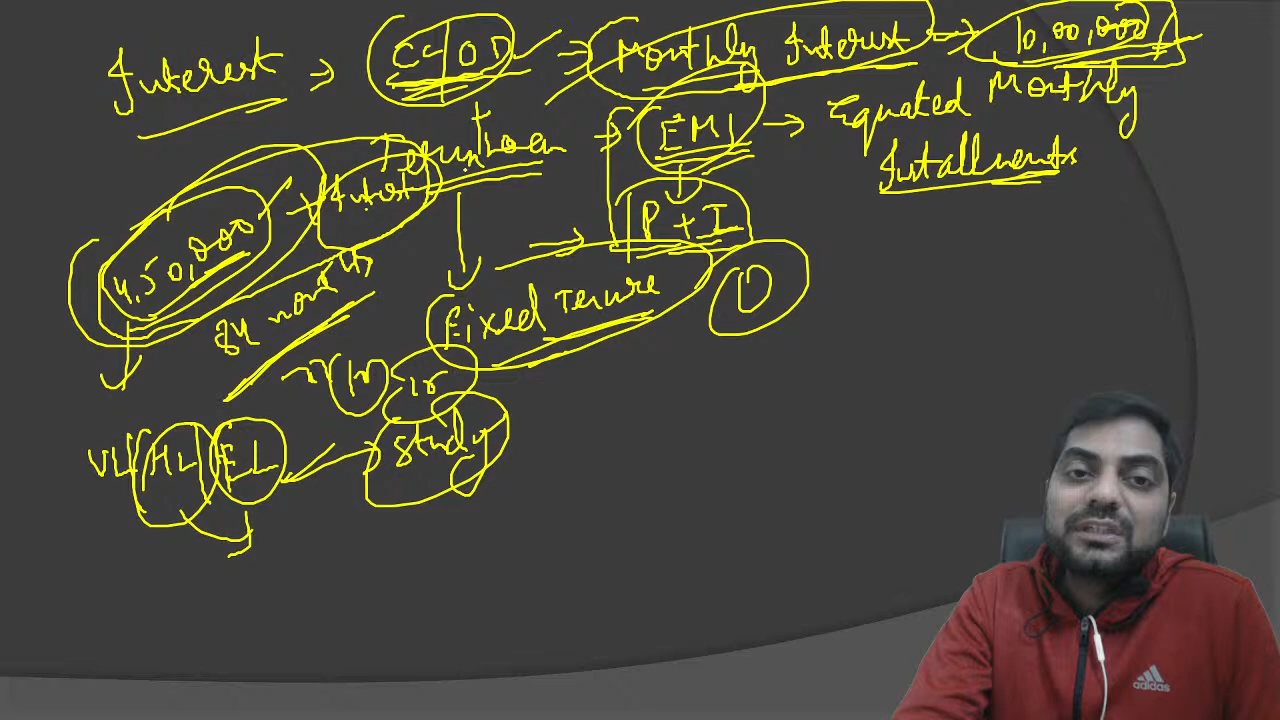 Interest → CC/OD → Monthly Interest → 10,00,000
Term Loan → EMI → Equated Monthly
Installments
P + I
4,50,000 + Interest
84 months
Fixed Tenure
VL HL EL → Study
adidas